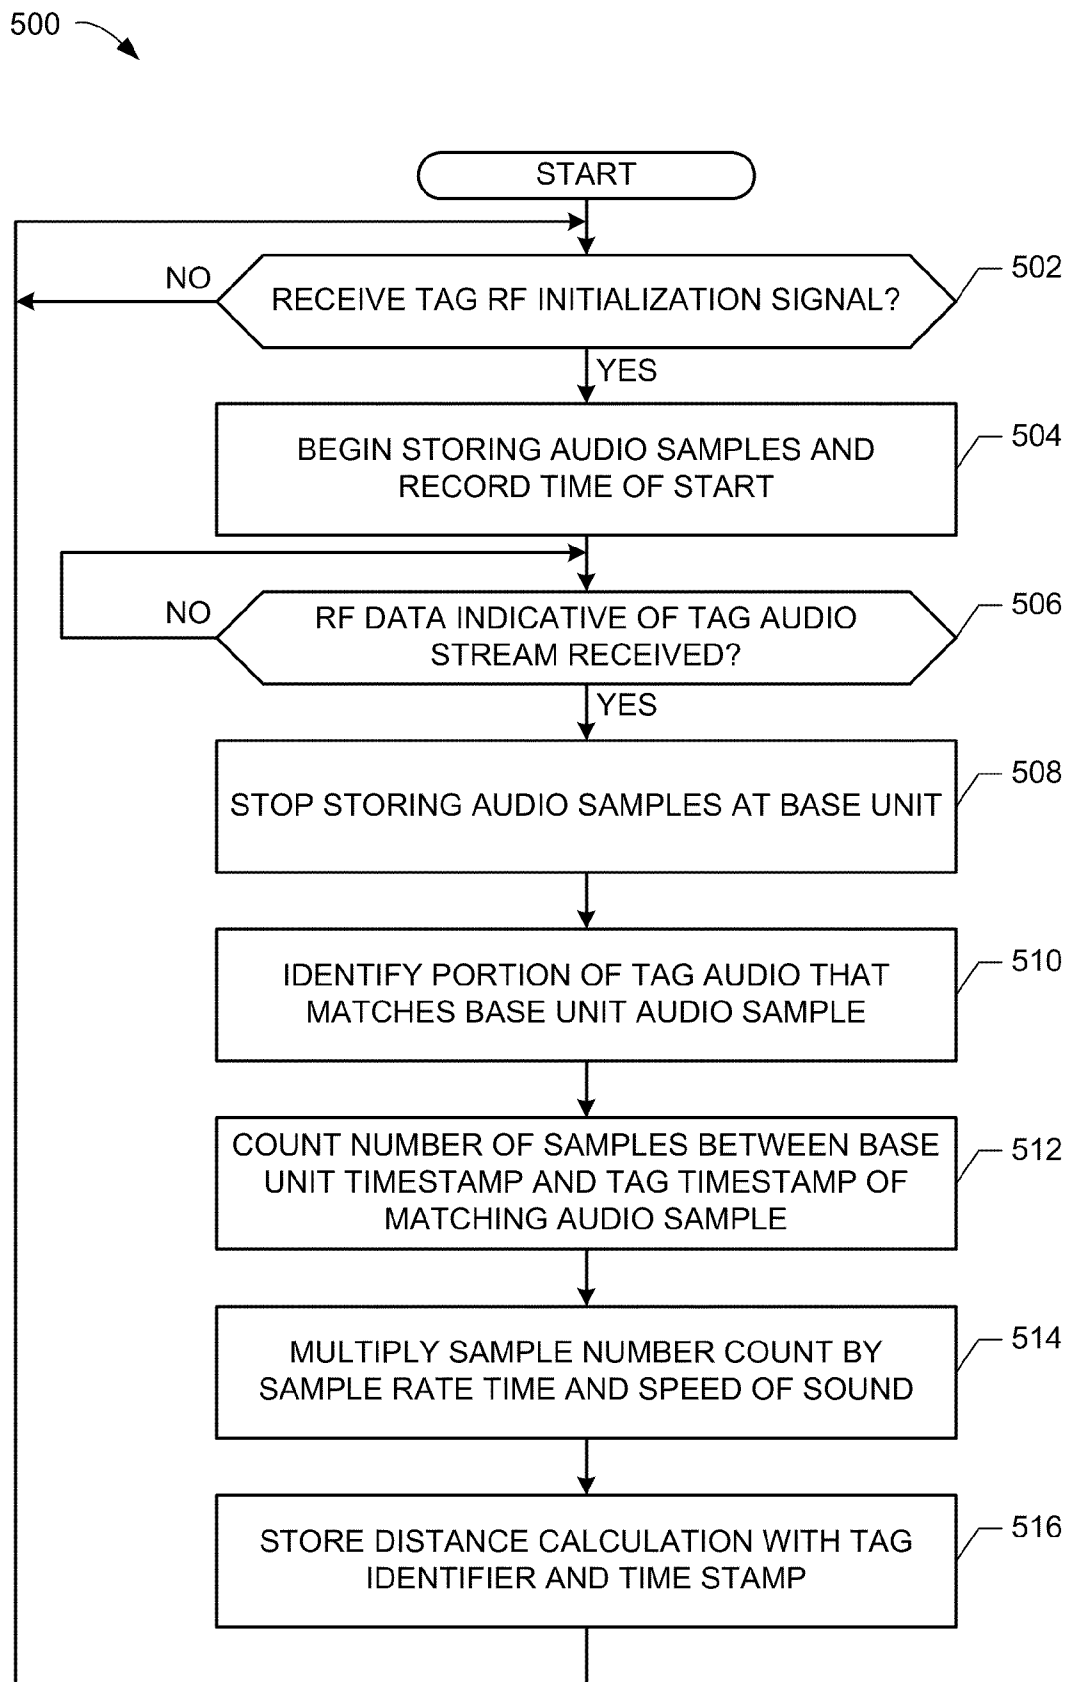 500
START
NO
RECEIVE TAG RF INITIALIZATION SIGNAL?
502
YES
BEGIN STORING AUDIO SAMPLES AND
RECORD TIME OF START
504
NO
RF DATA INDICATIVE OF TAG AUDIO
STREAM RECEIVED?
506
YES
STOP STORING AUDIO SAMPLES AT BASE UNIT
508
IDENTIFY PORTION OF TAG AUDIO THAT
MATCHES BASE UNIT AUDIO SAMPLE
510
COUNT NUMBER OF SAMPLES BETWEEN BASE
UNIT TIMESTAMP AND TAG TIMESTAMP OF
MATCHING AUDIO SAMPLE
512
MULTIPLY SAMPLE NUMBER COUNT BY
SAMPLE RATE TIME AND SPEED OF SOUND
514
STORE DISTANCE CALCULATION WITH TAG
IDENTIFIER AND TIME STAMP
516